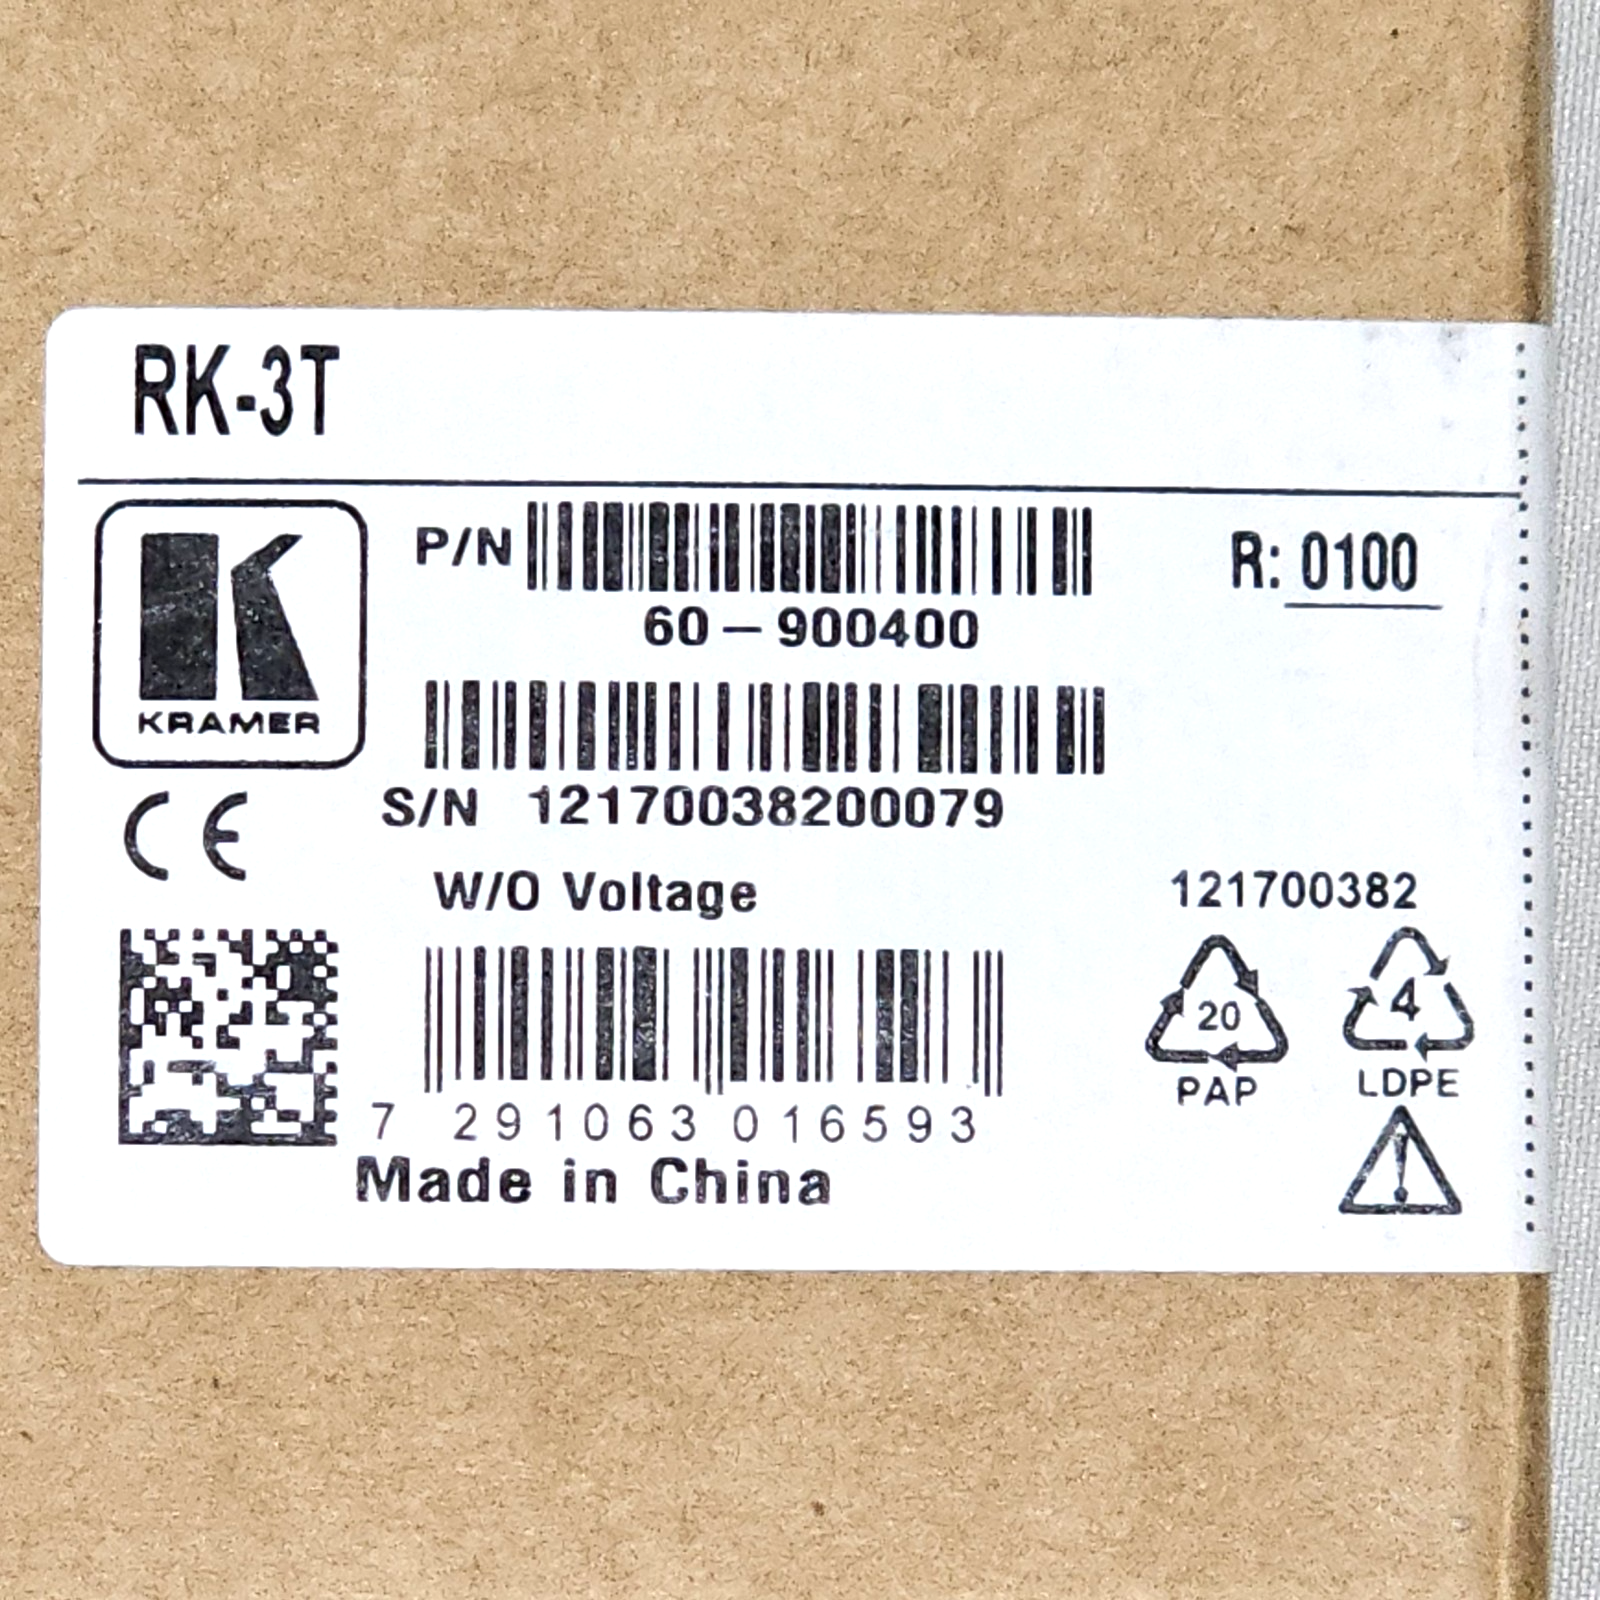 RK-3T
P/N
60-900400
R: 0100
KRAMER
S/N 12170038200079
CE
W/O Voltage
121700382
20
PAP
4
LDPE
7 291063 016593
Made in China